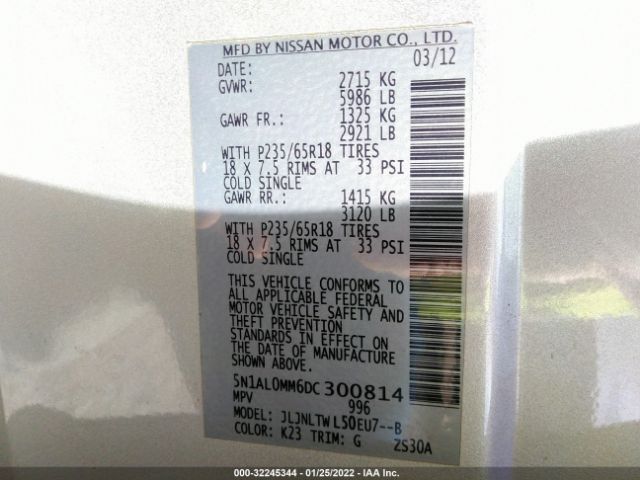 MFD BY NISSAN MOTOR CO., LTD.
DATE: 03/12
GVWR: 2715 KG
5986 LB
GAWR FR.: 1325 KG
2921 LB
WITH P235/65R18 TIRES
18 X 7.5 RIMS AT 33 PSI
COLD SINGLE
GAWR RR.: 1415 KG
3120 LB
WITH P235/65R18 TIRES
18 X 7.5 RIMS AT 33 PSI
COLD SINGLE
THIS VEHICLE CONFORMS TO
ALL APPLICABLE FEDERAL
MOTOR VEHICLE SAFETY AND
THEFT PREVENTION
STANDARDS IN EFFECT ON
THE DATE OF MANUFACTURE
SHOWN ABOVE.
5N1AL0MM6DC300814
MPV 996
MODEL: JLJNLTW L50EU7--B
COLOR: K23 TRIM: G ZS30A
000-32245344 - 01/25/2022 - IAA Inc.